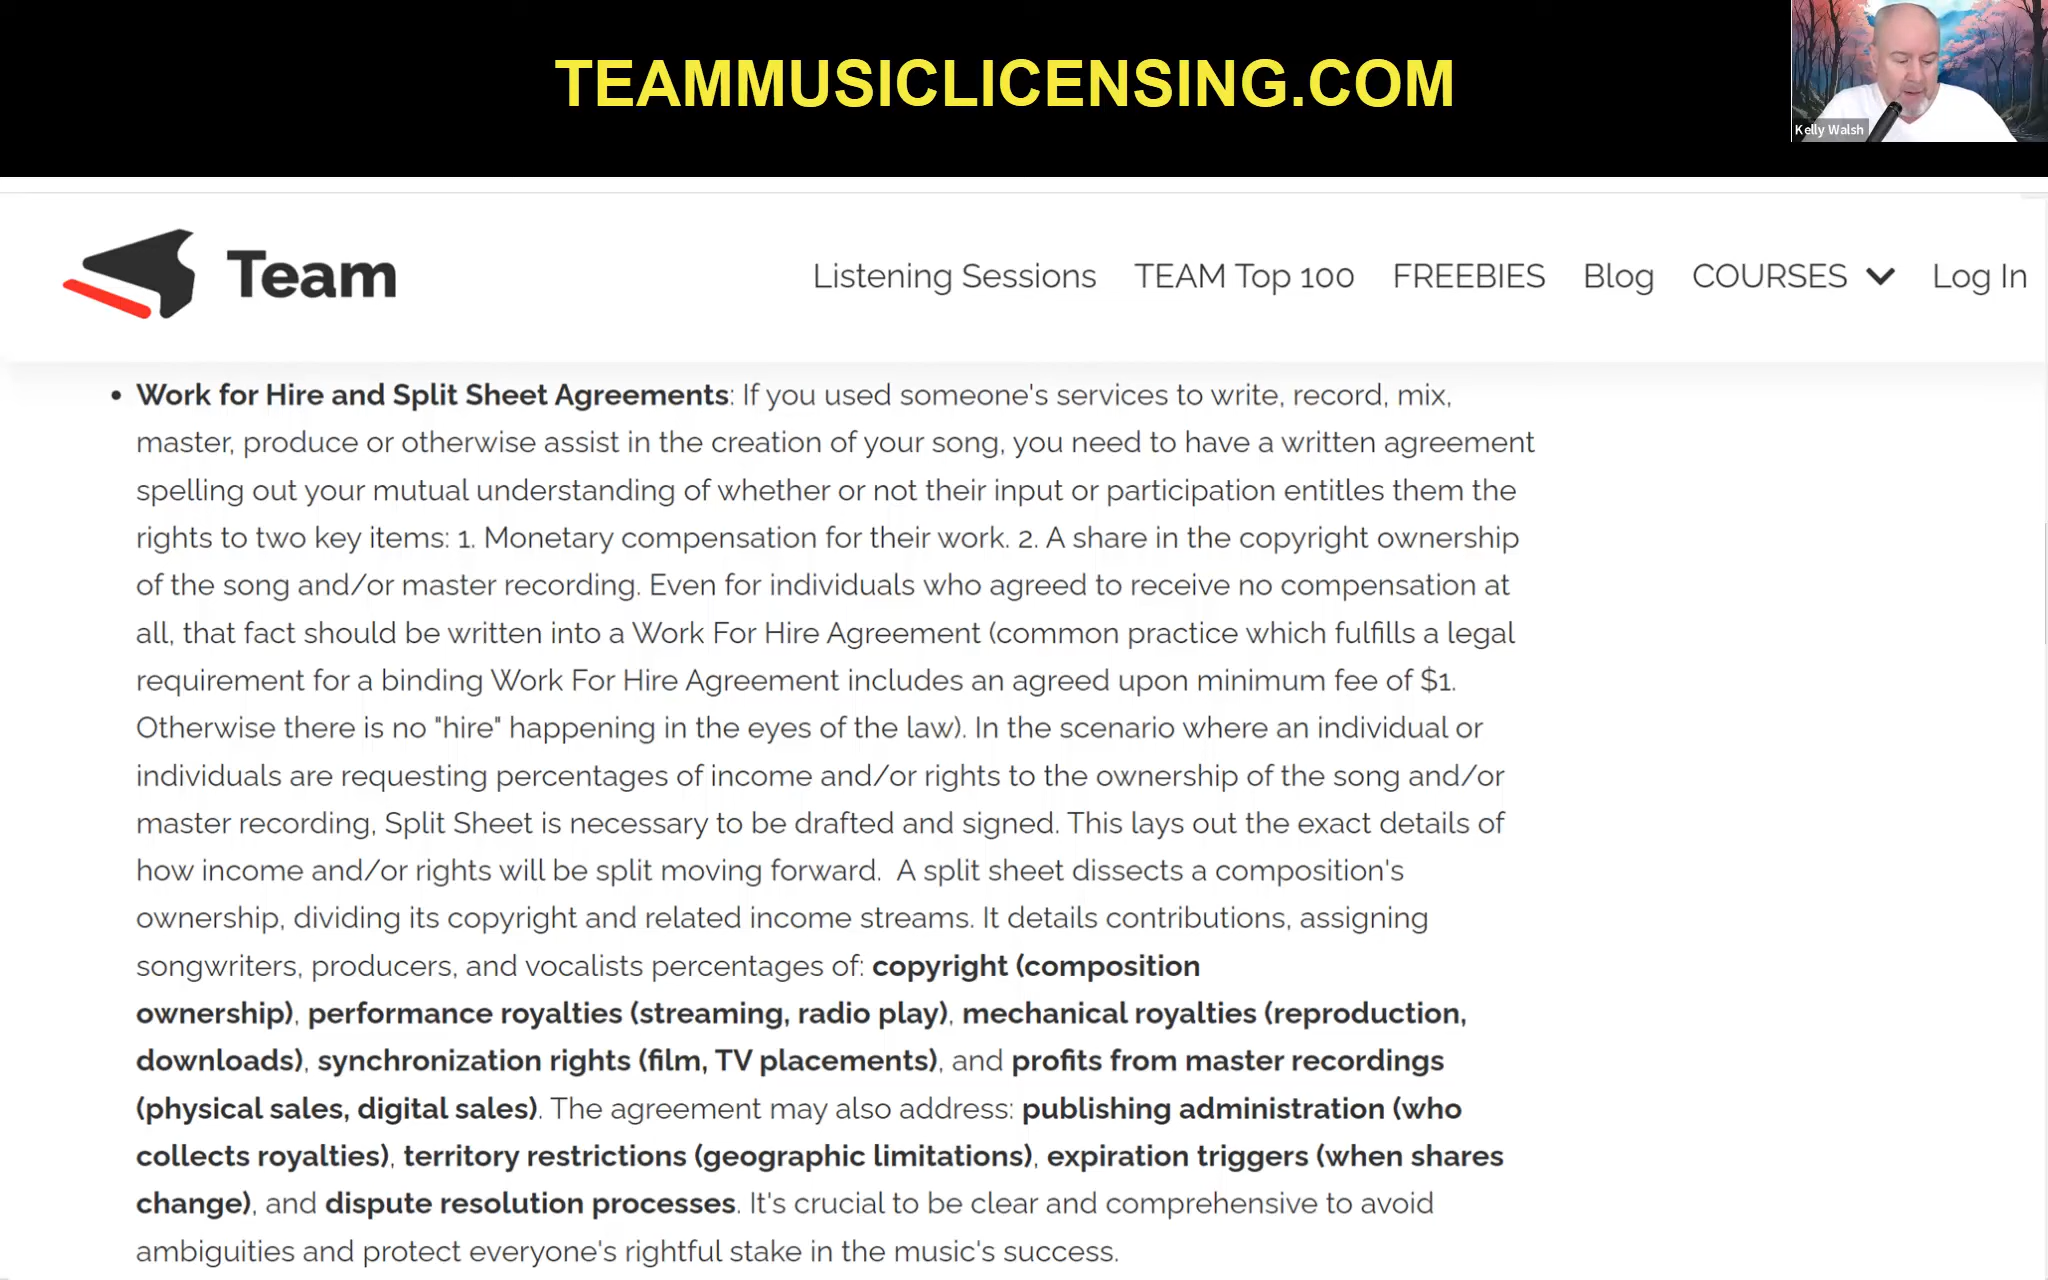 TEAMMUSICLICENSING.COM
Kelly Walsh
Team
Listening Sessions TEAM Top 100 FREEBIES Blog COURSES Log In
• Work for Hire and Split Sheet Agreements: If you used someone's services to write, record, mix,
master, produce or otherwise assist in the creation of your song, you need to have a written agreement
spelling out your mutual understanding of whether or not their input or participation entitles them the
rights to two key items: 1. Monetary compensation for their work. 2. A share in the copyright ownership
of the song and/or master recording. Even for individuals who agreed to receive no compensation at
all, that fact should be written into a Work For Hire Agreement (common practice which fulfills a legal
requirement for a binding Work For Hire Agreement includes an agreed upon minimum fee of $1.
Otherwise there is no "hire" happening in the eyes of the law). In the scenario where an individual or
individuals are requesting percentages of income and/or rights to the ownership of the song and/or
master recording, Split Sheet is necessary to be drafted and signed. This lays out the exact details of
how income and/or rights will be split moving forward.  A split sheet dissects a composition's
ownership, dividing its copyright and related income streams. It details contributions, assigning
songwriters, producers, and vocalists percentages of: copyright (composition
ownership), performance royalties (streaming, radio play), mechanical royalties (reproduction,
downloads), synchronization rights (film, TV placements), and profits from master recordings
(physical sales, digital sales). The agreement may also address: publishing administration (who
collects royalties), territory restrictions (geographic limitations), expiration triggers (when shares
change), and dispute resolution processes. It's crucial to be clear and comprehensive to avoid
ambiguities and protect everyone's rightful stake in the music's success.